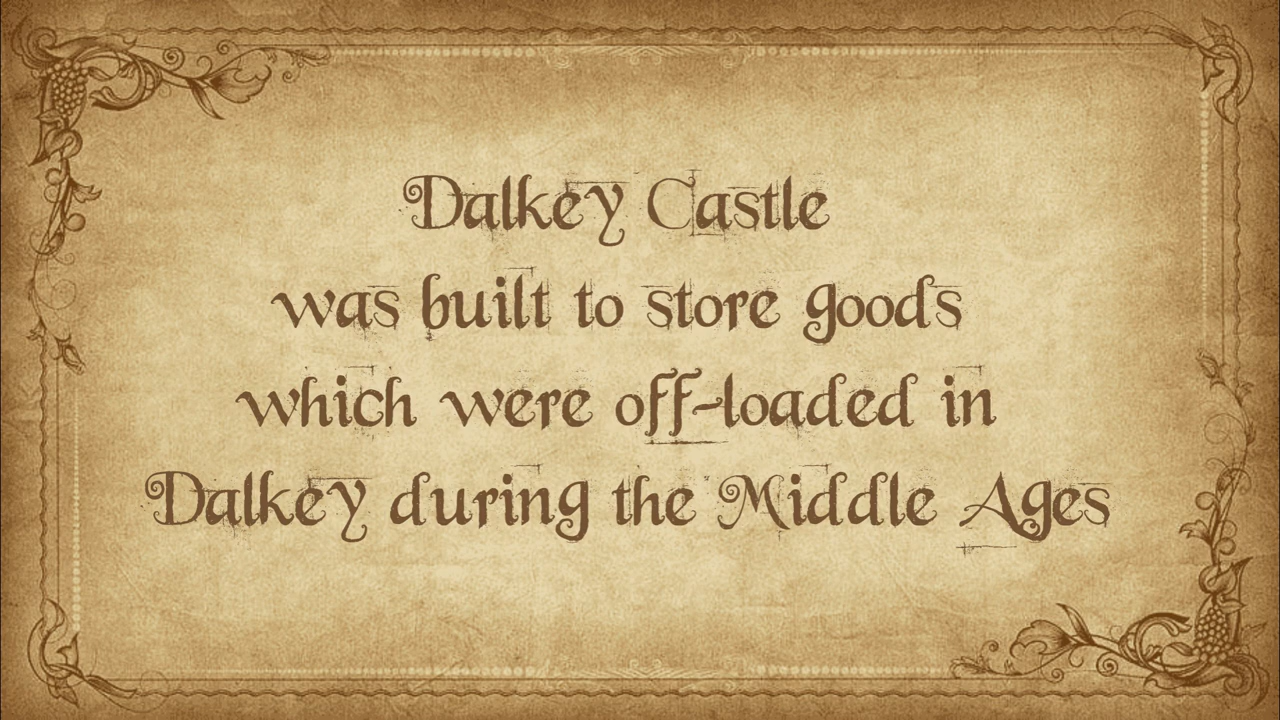 Dalkey Castle
was built to store goods
which were off-loaded in
Dalkey during the Middle Ages